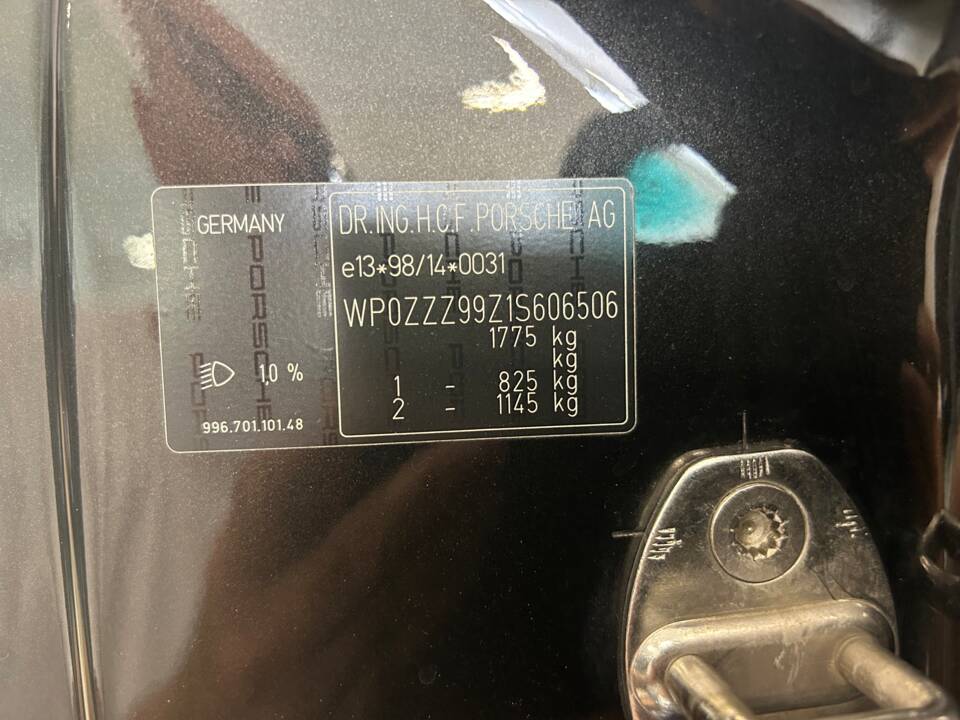 GERMANY
DR.ING.H.C.F.PORSCHE AG
e13*98/14*0031
WP0ZZZ99Z1S606506
1775 kg
kg
1 - 825 kg
2 - 1145 kg
1,0 %
996.701.101.48
PORSCHE